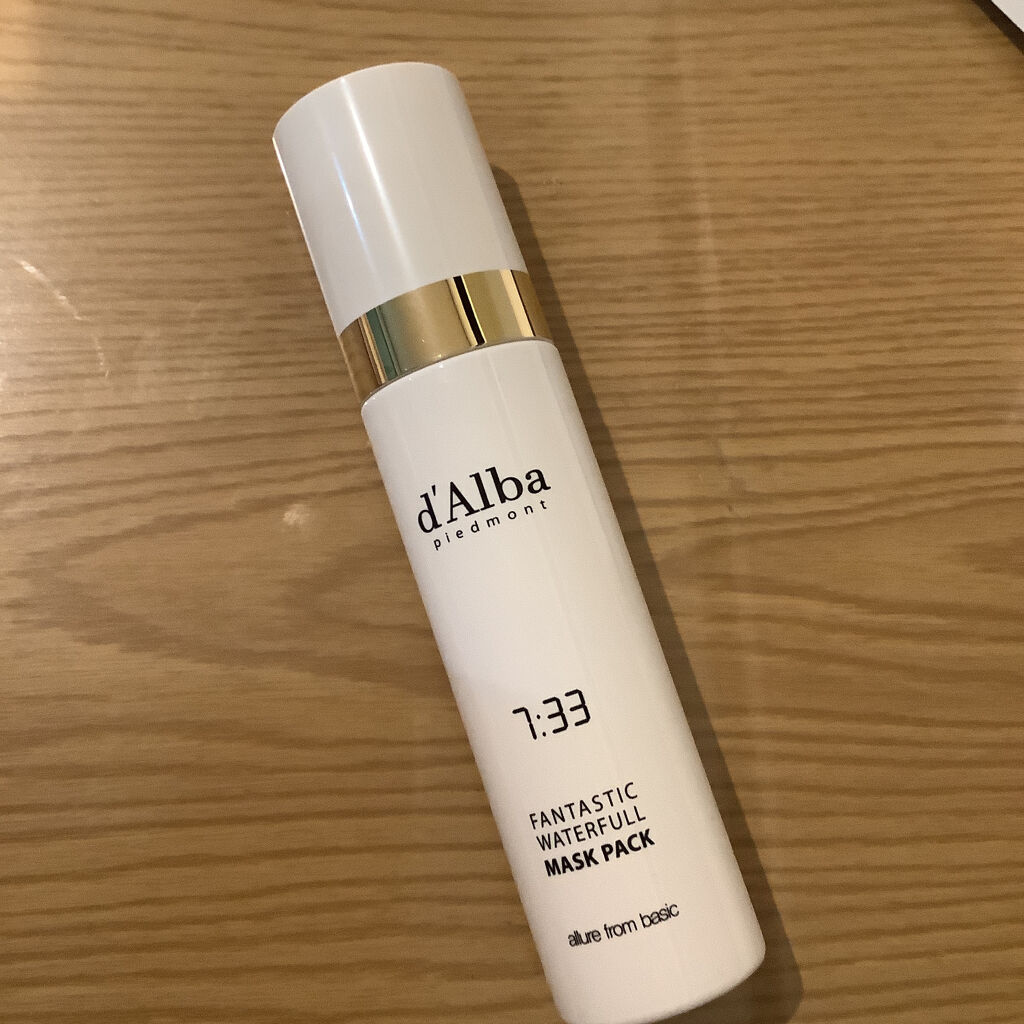 d'Alba
piedmont
7:33
FANTASTIC
WATERFULL
MASK PACK
allure from basic